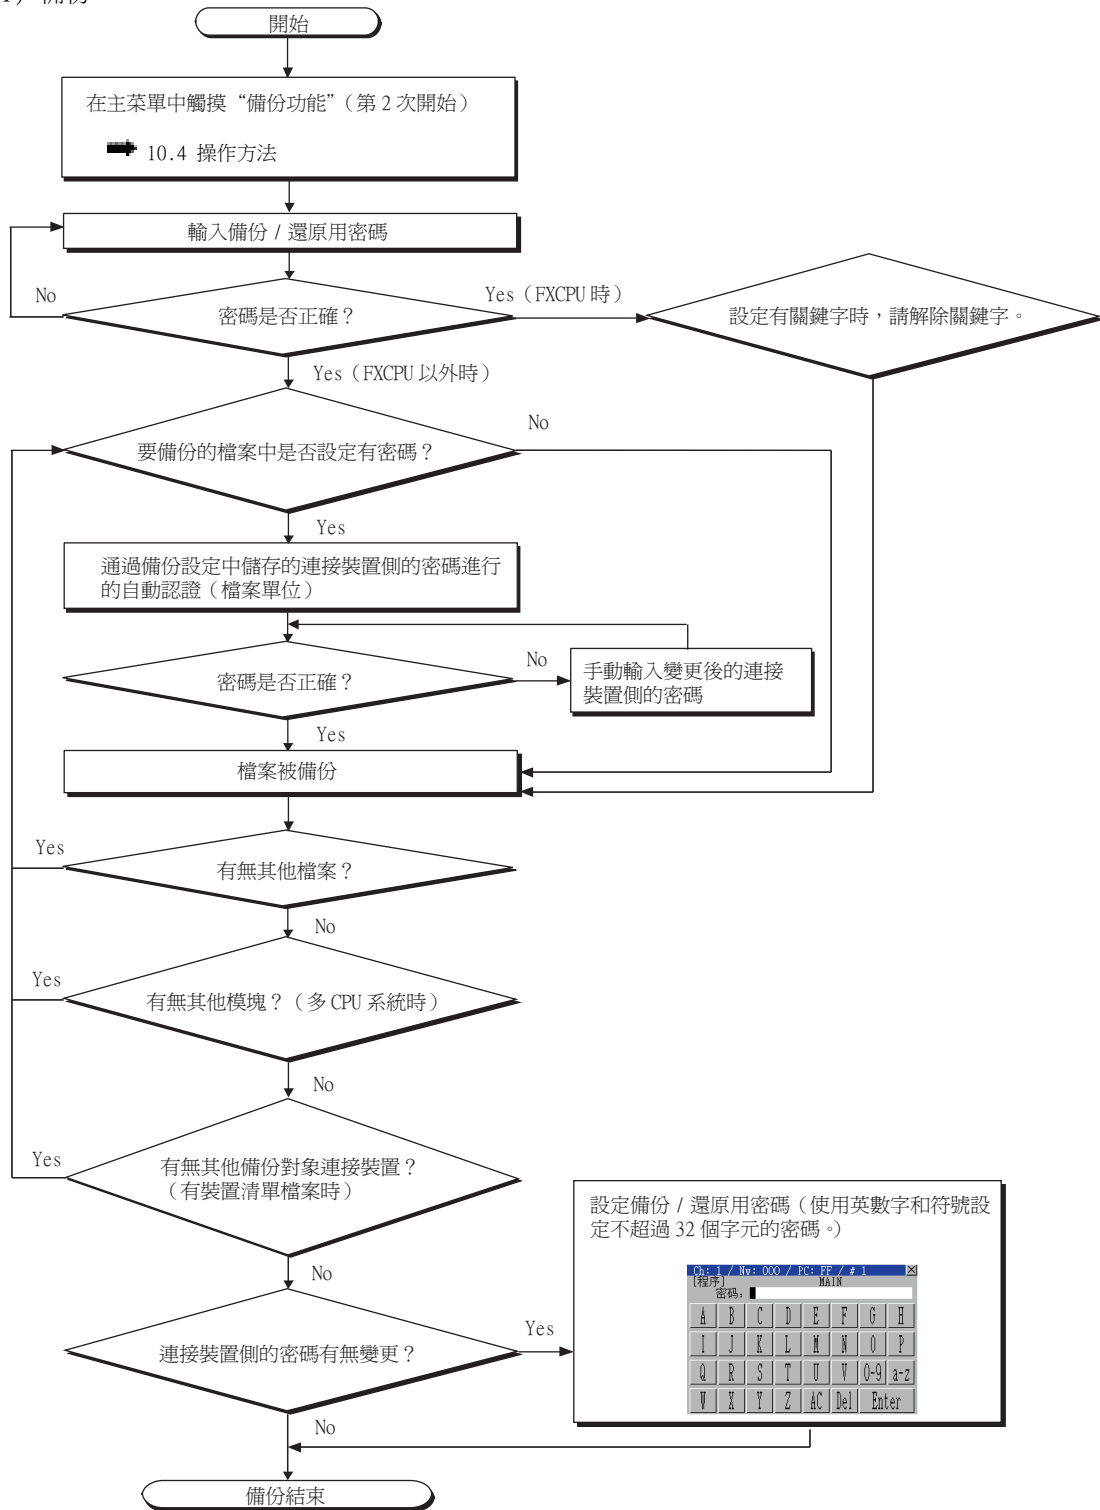 開始
在主菜單中觸摸“備份功能”（第 2 次開始）
10.4 操作方法
輸入備份 / 還原用密碼
No
密碼是否正確？
Yes（FXCPU 時）
設定有關鍵字時，請解除關鍵字。
Yes（FXCPU 以外時）
No
要備份的檔案中是否設定有密碼？
Yes
通過備份設定中儲存的連接裝置側的密碼進行
的自動認證（檔案單位）
密碼是否正確？
No
手動輸入變更後的連接
裝置側的密碼
Yes
檔案被備份
Yes
有無其他檔案？
No
Yes
有無其他模塊？（多 CPU 系統時）
No
Yes
有無其他備份對象連接裝置？
（有裝置清單檔案時）
No
設定備份 / 還原用密碼（使用英數字和符號設
定不超過 32 個字元的密碼。）
Ch: 1 / Nw: 000 / PC: FF / # 1
[程序] MAIN
密码:
A B C D E F G H
I J K L M N O P
Q R S T U V 0-9 a-z
W X Y Z AC Del Enter
連接裝置側的密碼有無變更？
Yes
No
備份結束